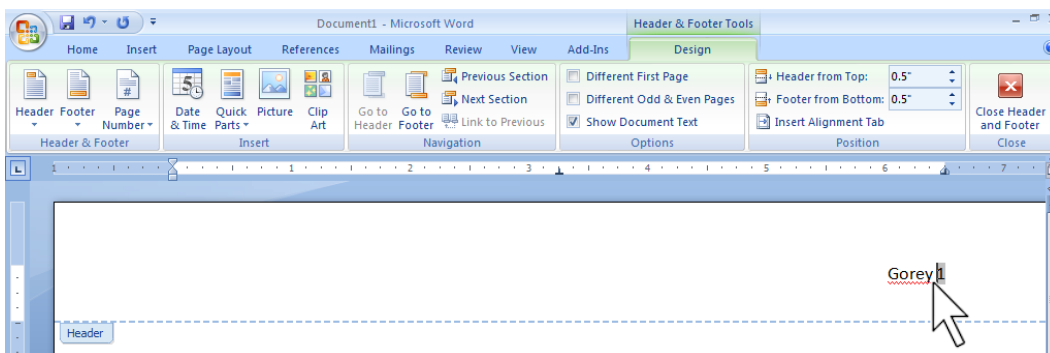 Document1 - Microsoft Word
Header & Footer Tools
Home Insert Page Layout References Mailings Review View Add-Ins Design
Header
Footer
Page Number
Date & Time
Quick Parts
Picture
Clip Art
Go to Header
Go to Footer
Previous Section
Next Section
Link to Previous
Different First Page
Different Odd & Even Pages
Show Document Text
Header from Top: 0.5"
Footer from Bottom: 0.5"
Insert Alignment Tab
Close Header and Footer
Header & Footer
Insert
Navigation
Options
Position
Close
L 1 1 2 3 4 5 6 7
Gorey 1
Header